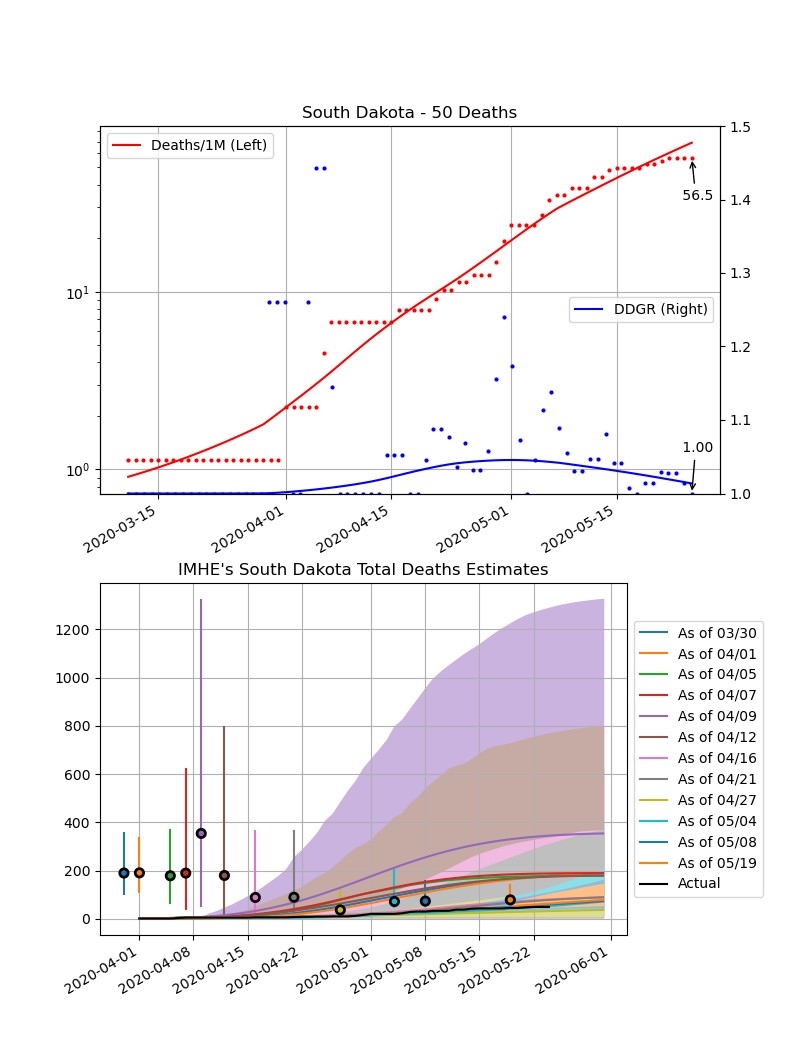 South Dakota - 50 Deaths
Deaths/1M (Left)
DDGR (Right)
56.5
1.00
10¹
10⁰
1.5
1.4
1.3
1.2
1.1
1.0
2020-03-15
2020-04-01
2020-04-15
2020-05-01
2020-05-15
IMHE's South Dakota Total Deaths Estimates
1200
1000
800
600
400
200
0
2020-04-01
2020-04-08
2020-04-15
2020-04-22
2020-05-01
2020-05-08
2020-05-15
2020-05-22
2020-06-01
As of 03/30
As of 04/01
As of 04/05
As of 04/07
As of 04/09
As of 04/12
As of 04/16
As of 04/21
As of 04/27
As of 05/04
As of 05/08
As of 05/19
Actual